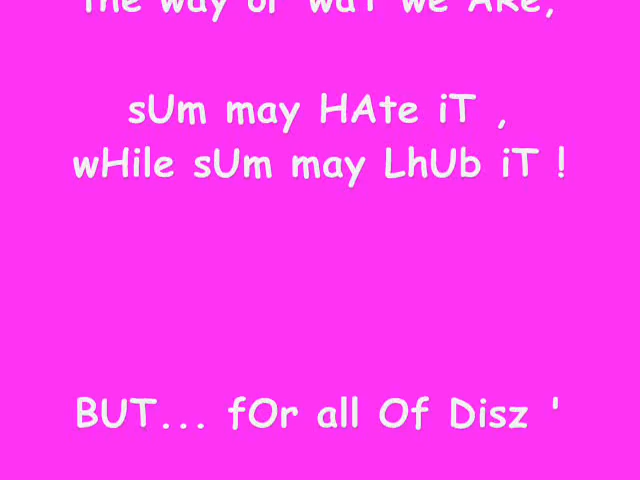 the way or waT we ARe,
sUm may HAte iT ,
wHile sUm may LhUb iT !
BUT... fOr all Of Disz '